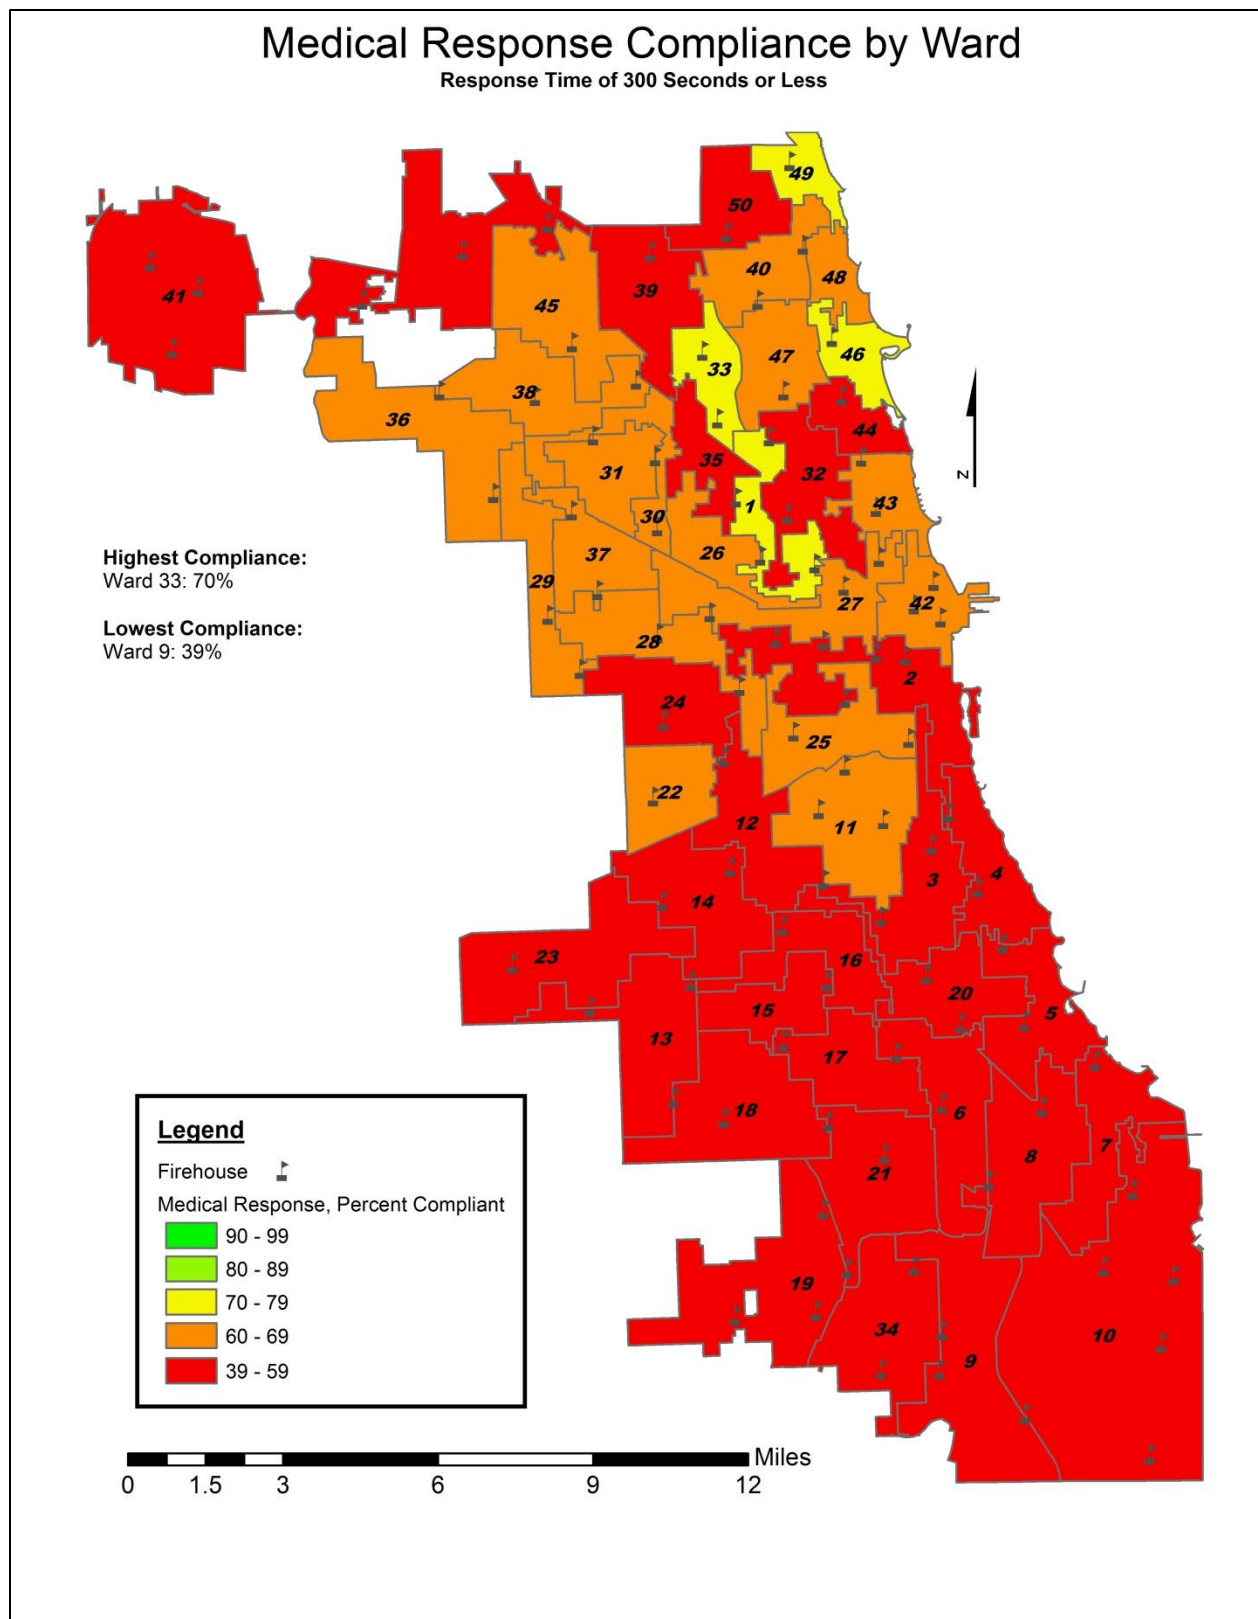 Medical Response Compliance by Ward
Response Time of 300 Seconds or Less
49
50
40
48
41
39
45
46
33
47
38
36
44
35
31
32
1
43
30
26
37
29
27
42
28
2
24
25
22
12
11
3
4
14
23
16
20
15
5
13
17
18
6
7
8
21
19
34
10
9
N
Highest Compliance:
Ward 33: 70%
Lowest Compliance:
Ward 9: 39%
Legend
Firehouse
Medical Response, Percent Compliant
90 - 99
80 - 89
70 - 79
60 - 69
39 - 59
Miles
0 1.5 3 6 9 12